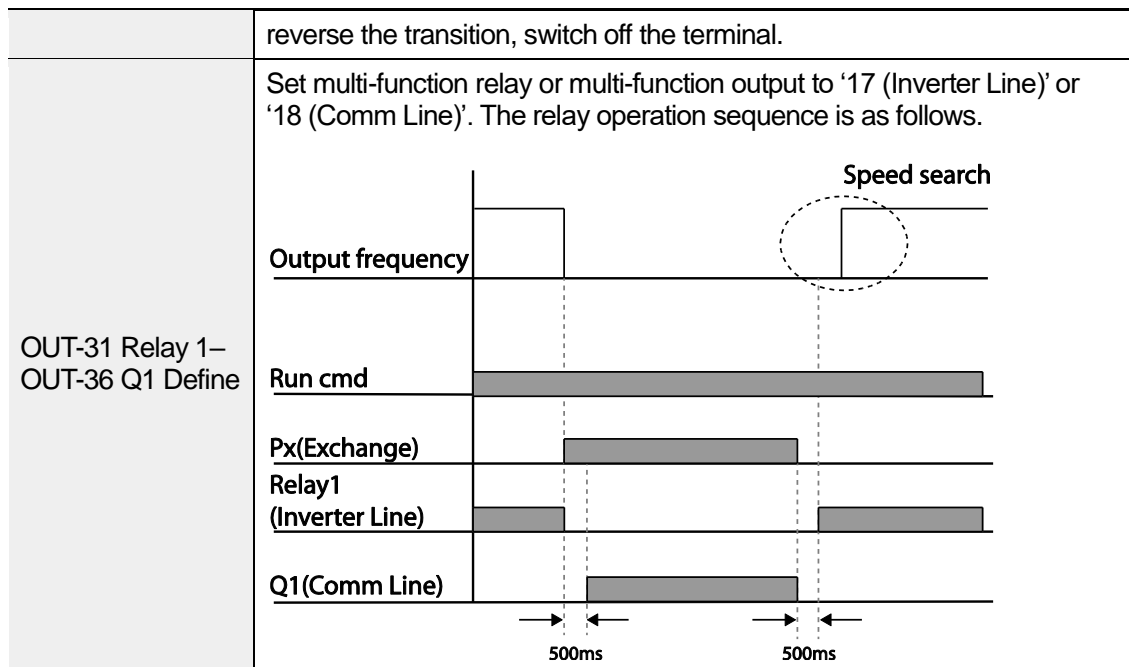 reverse the transition, switch off the terminal.
OUT-31 Relay 1–
OUT-36 Q1 Define
Set multi-function relay or multi-function output to ‘17 (Inverter Line)’ or
‘18 (Comm Line)’. The relay operation sequence is as follows.
Speed search
Output frequency
Run cmd
Px(Exchange)
Relay1
(Inverter Line)
Q1(Comm Line)
500ms
500ms